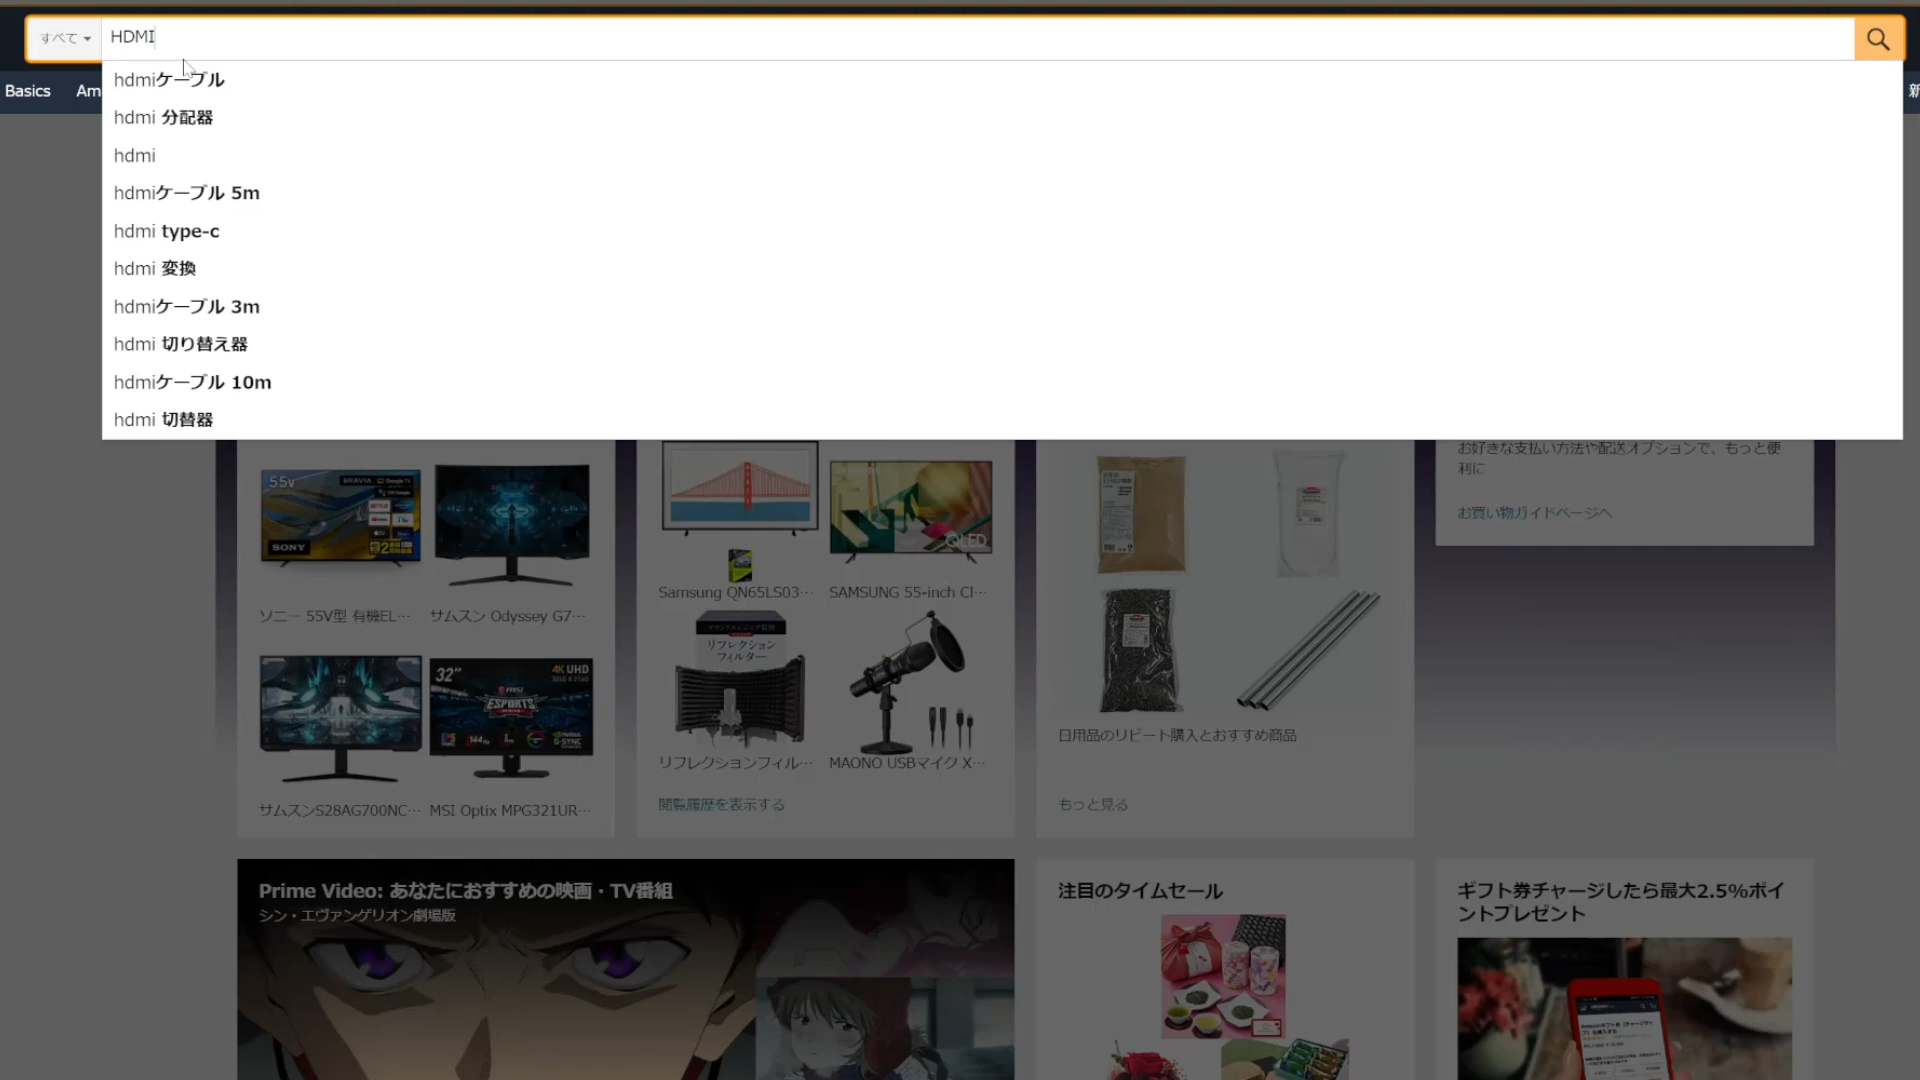 すべて
HDMI
hdmiケーブル
hdmi 分配器
hdmi
hdmiケーブル 5m
hdmi type-c
hdmi 変換
hdmiケーブル 3m
hdmi 切り替え器
hdmiケーブル 10m
hdmi 切替器
Basics
Am
新
お好きな支払い方法や配送オプションで、もっと便
利に
お買い物ガイドページへ
55v
BRAVIA
SONY
QLED
ソニー 55V型 有機EL…
サムスン Odyssey G7…
Samsung QN65LS03…
SAMSUNG 55-inch Cl…
リフレクション
フィルター
32"
4K UHD
msi
ESPORTS
144Hz
G-SYNC
サムスンS28AG700NC…
MSI Optix MPG321UR…
リフレクションフィル…
MAONO USBマイク X…
閲覧履歴を表示する
日用品のリピート購入とおすすめ商品
もっと見る
Prime Video: あなたにおすすめの映画・TV番組
シン・エヴァンゲリオン劇場版
注目のタイムセール
ギフト券チャージしたら最大2.5%ポイ
ントプレゼント